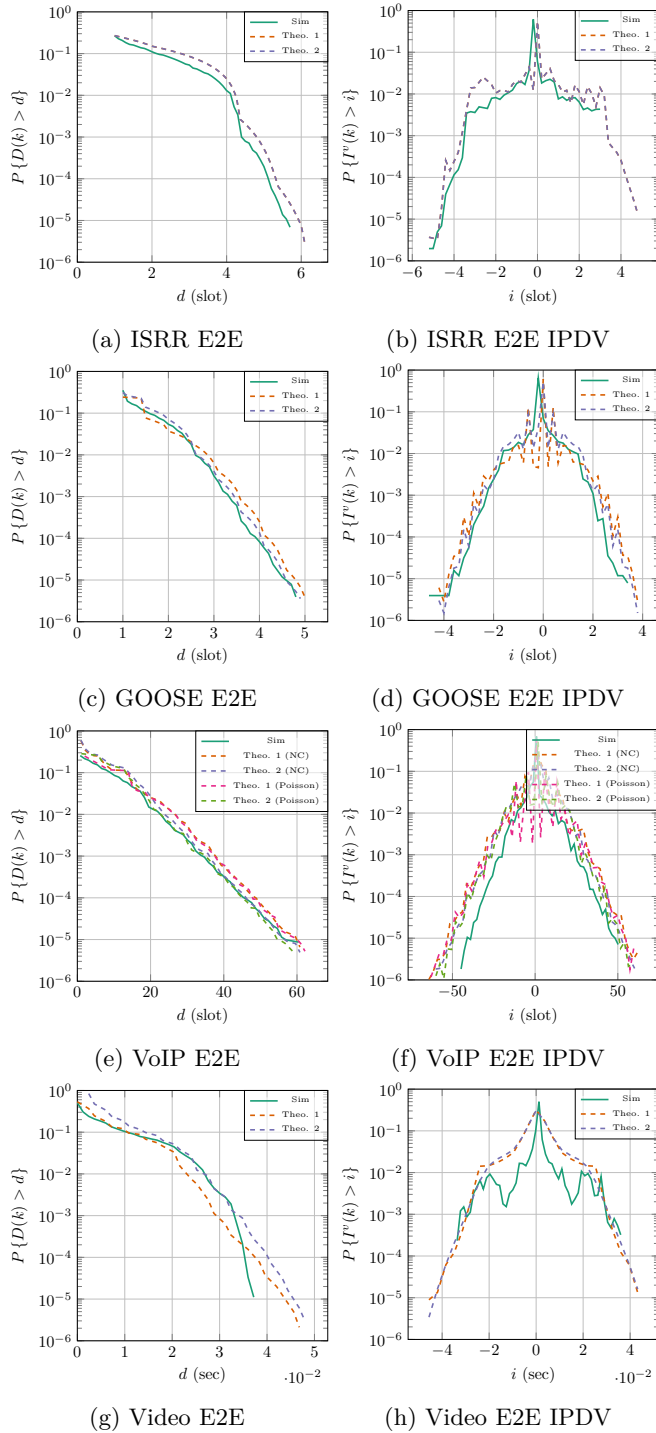 10^0
10^-1
10^-2
10^-3
10^-4
10^-5
10^-6
P {D(k) > d}
Sim
Theo. 1
Theo. 2
0 2 4 6
d (slot)
(a) ISRR E2E
10^0
10^-1
10^-2
10^-3
10^-4
10^-5
10^-6
P {I^v(k) > i}
Sim
Theo. 1
Theo. 2
−6 −4 −2 0 2 4
i (slot)
(b) ISRR E2E IPDV
10^0
10^-1
10^-2
10^-3
10^-4
10^-5
10^-6
P {D(k) > d}
Sim
Theo. 1
Theo. 2
0 1 2 3 4 5
d (slot)
(c) GOOSE E2E
10^0
10^-1
10^-2
10^-3
10^-4
10^-5
10^-6
P {I^v(k) > i}
Sim
Theo. 1
Theo. 2
−4 −2 0 2 4
i (slot)
(d) GOOSE E2E IPDV
10^0
10^-1
10^-2
10^-3
10^-4
10^-5
10^-6
P {D(k) > d}
Sim
Theo. 1 (NC)
Theo. 2 (NC)
Theo. 1 (Poisson)
Theo. 2 (Poisson)
0 20 40 60
d (slot)
(e) VoIP E2E
10^0
10^-1
10^-2
10^-3
10^-4
10^-5
10^-6
P {I^v(k) > i}
Sim
Theo. 1 (NC)
Theo. 2 (NC)
Theo. 1 (Poisson)
Theo. 2 (Poisson)
−50 0 50
i (slot)
(f) VoIP E2E IPDV
10^0
10^-1
10^-2
10^-3
10^-4
10^-5
10^-6
P {D(k) > d}
Sim
Theo. 1
Theo. 2
0 1 2 3 4 5
d (sec)
·10^-2
(g) Video E2E
10^0
10^-1
10^-2
10^-3
10^-4
10^-5
10^-6
P {I^v(k) > i}
Sim
Theo. 1
Theo. 2
−4 −2 0 2 4
i (sec)
·10^-2
(h) Video E2E IPDV